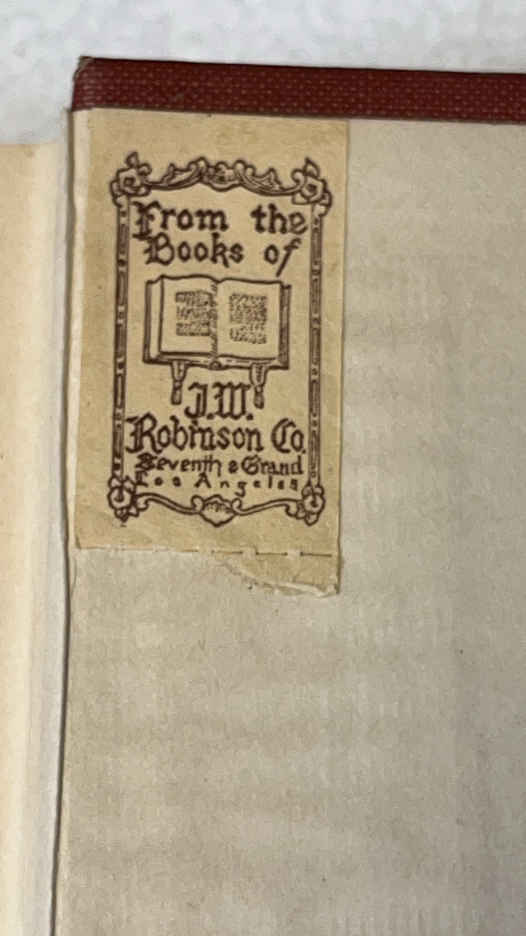 From the
Books of
J.W.
Robinson Co.
Seventh & Grand
Los Angeles